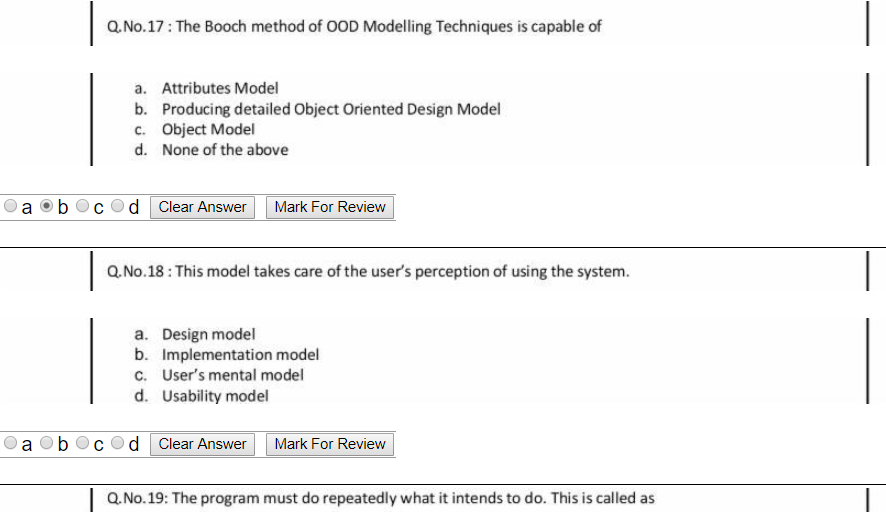 Q.No.17 : The Booch method of OOD Modelling Techniques is capable of
a. Attributes Model
b. Producing detailed Object Oriented Design Model
c. Object Model
d. None of the above
a b c d Clear Answer Mark For Review
Q.No.18 : This model takes care of the user's perception of using the system.
a. Design model
b. Implementation model
c. User's mental model
d. Usability model
a b c d Clear Answer Mark For Review
Q.No.19: The program must do repeatedly what it intends to do. This is called as